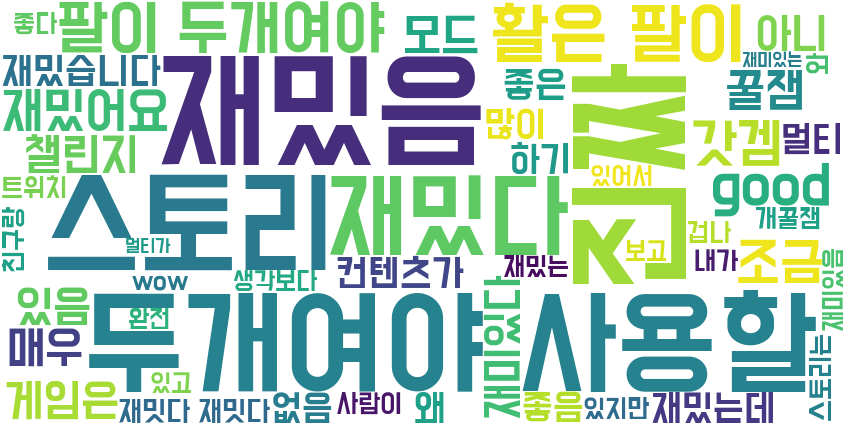 좋다
팔이 두개여야
모드
활은 팔이
아니
재미있는
와
재밌습니다
재밌음
좋은
진짜
꿀잼
재밌어요
많이
갓겜
멀티
챌린지
하기
트위치
스토리
재밌다
있어서
good
개꿀잼
친구랑
멀티가
보고
겁나
wow
생각보다
컨텐츠가
재밌는
내가
조금
재미있음
있음
완전
두개여야 사용할
재미있다
매우
스토리는
게임은
있고
재밋다 재밋다
없음
사람이
왜
좋음
있지만
재밌는데